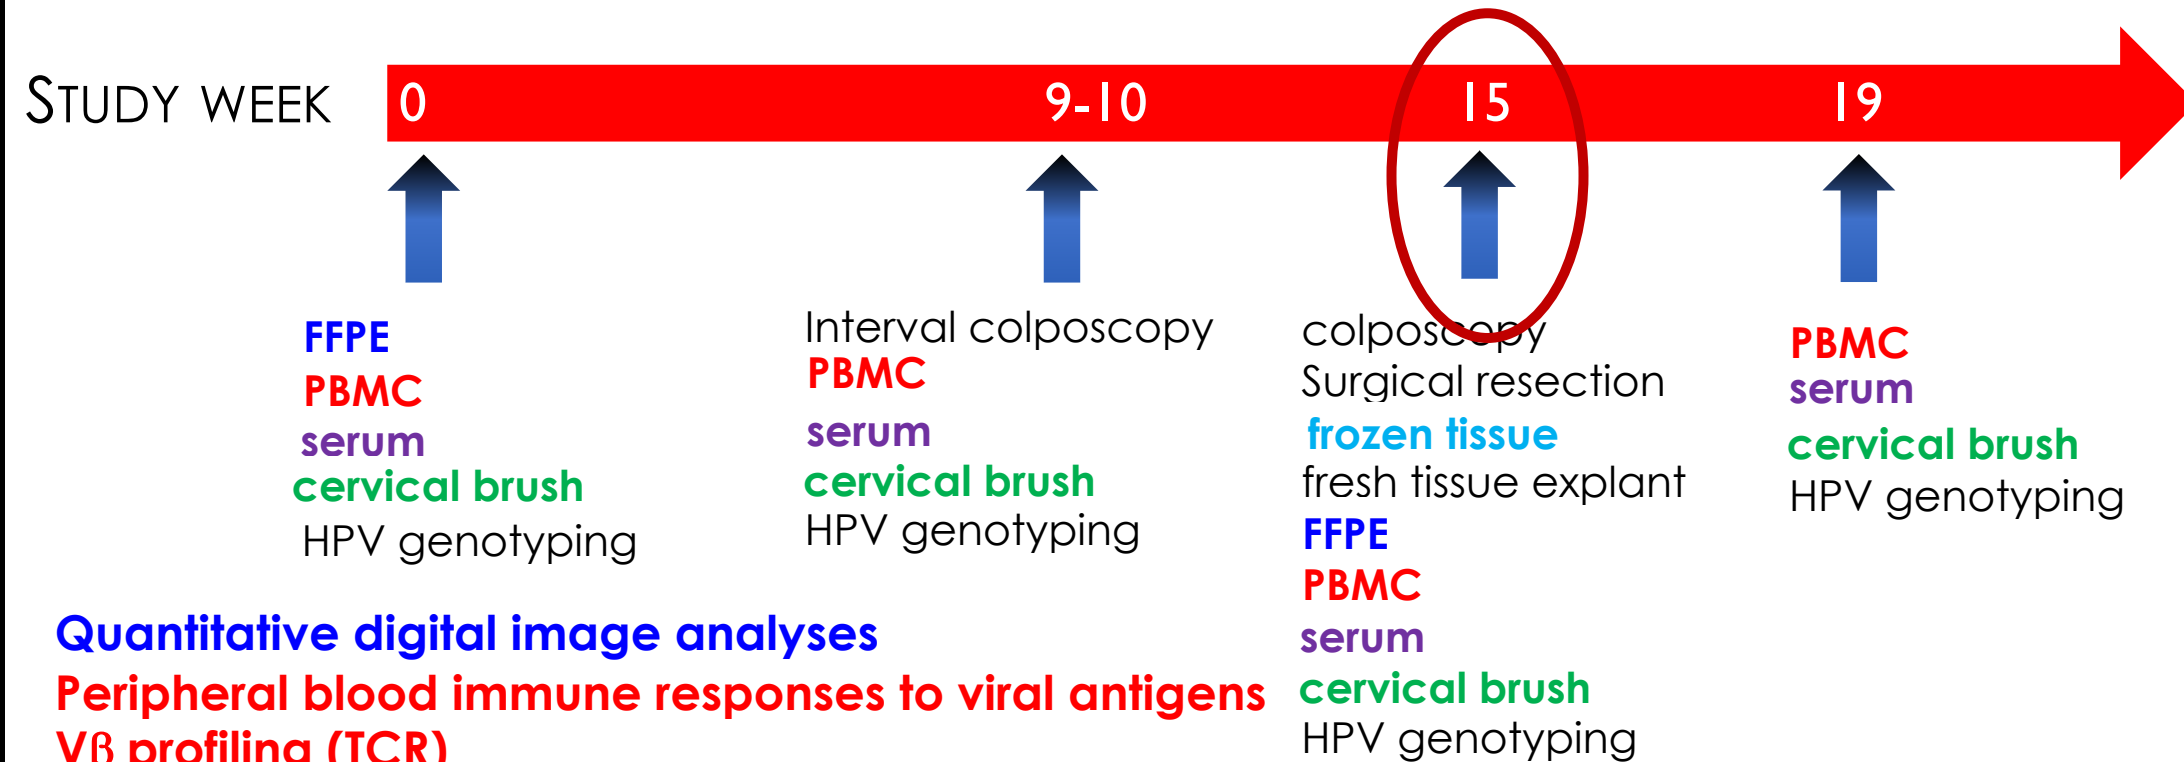 STUDY WEEK 0 9-10 15 19
FFPE
PBMC
serum
cervical brush
HPV genotyping
Interval colposcopy
PBMC
serum
cervical brush
HPV genotyping
colposcopy
Surgical resection
frozen tissue
fresh tissue explant
FFPE
PBMC
serum
cervical brush
HPV genotyping
PBMC
serum
cervical brush
HPV genotyping
Quantitative digital image analyses
Peripheral blood immune responses to viral antigens
Vβ profiling (TCR)